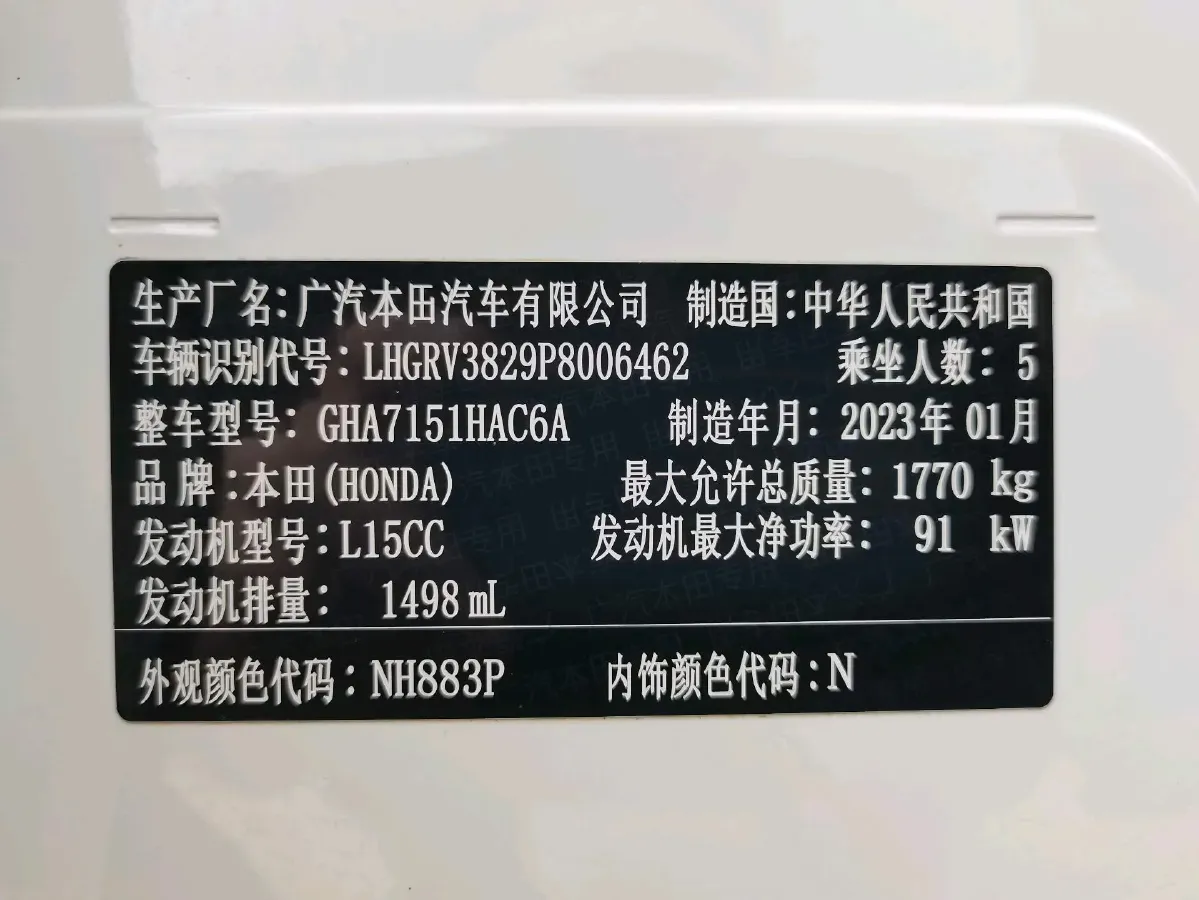 生产厂名:广汽本田汽车有限公司 制造国:中华人民共和国
车辆识别代号: LHGRV3829P8006462 乘坐人数: 5
整车型号: GHA7151HAC6A 制造年月: 2023年01月
品牌:本田(HONDA) 最大允许总质量: 1770 kg
发动机型号:L15CC 发动机最大净功率: 91 kW
发动机排量: 1498mL
外观颜色代码:NH883P 内饰颜色代码:N